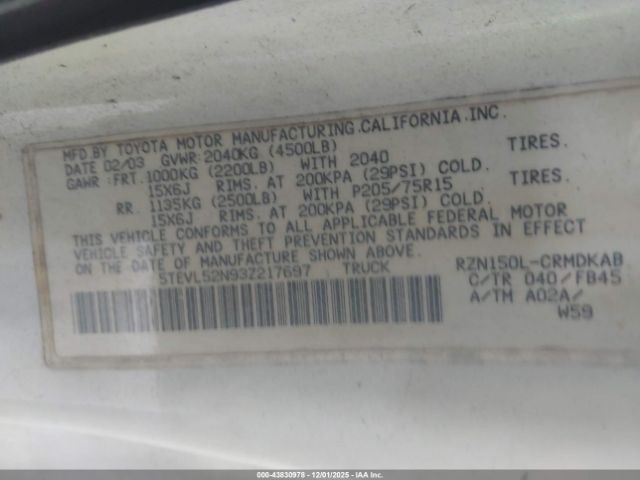 MFD BY TOYOTA MOTOR MANUFACTURING.CALIFORNIA.INC.
DATE 02/03 GVWR:2040KG (4500LB)
GAWR:FRT.1000KG (2200LB) WITH 2040 TIRES.
15X6J RIMS. AT 200KPA (29PSI) COLD.
RR. 1135KG (2500LB) WITH P205/75R15 TIRES.
15X6J RIMS. AT 200KPA (29PSI) COLD.
THIS VEHICLE CONFORMS TO ALL APPLICABLE FEDERAL MOTOR
VEHICLE SAFETY AND THEFT PREVENTION STANDARDS IN EFFECT
ON THE DATE OF MANUFACTURE SHOWN ABOVE.
5TEVL52N93Z217697 TRUCK RZN150L-CRMDKAB
C/TR 040/FB45
A/TM A02A/
W59
000-43830978 - 12/01/2025 - IAA Inc.